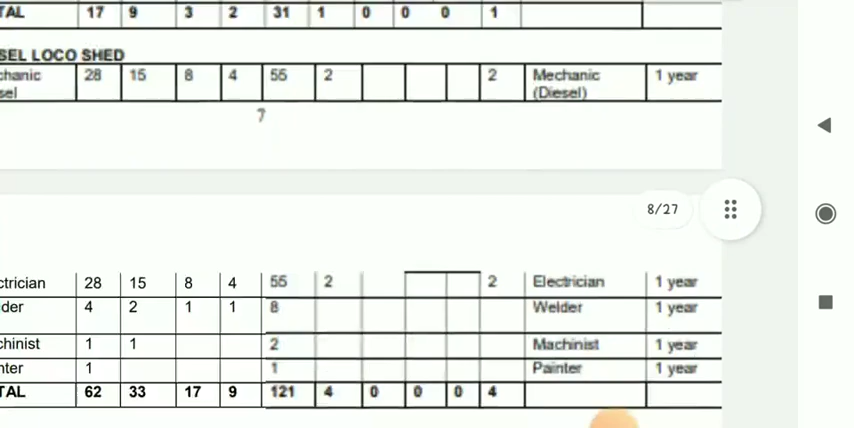 TAL 17 9 3 2 31 1 0 0 0 1
SEL LOCO SHED
chanic 28 15 8 4 55 2 2 Mechanic 1 year
sel (Diesel)
7
8/27
ctrician 28 15 8 4 55 2 2 Electrician 1 year
der 4 2 1 1 8 Welder 1 year
chinist 1 1 2 Machinist 1 year
nter 1 1 Painter 1 year
TAL 62 33 17 9 121 4 0 0 0 4